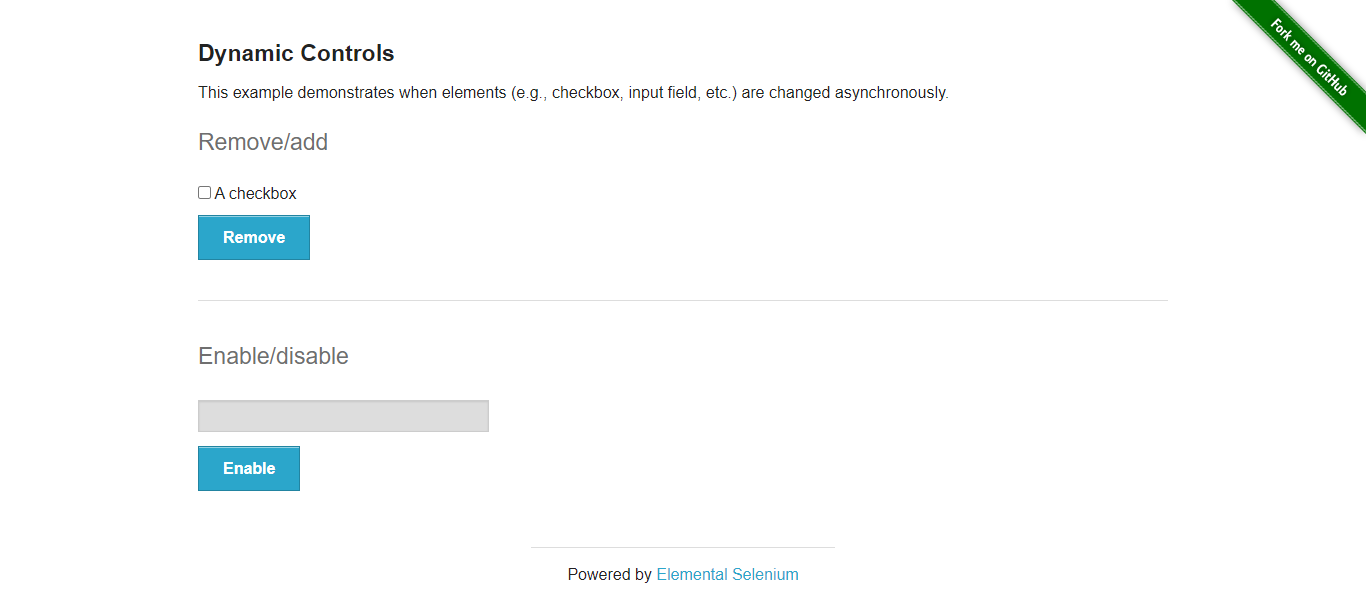 Fork me on GitHub
Dynamic Controls
This example demonstrates when elements (e.g., checkbox, input field, etc.) are changed asynchronously.
Remove/add
A checkbox
Remove
Enable/disable
Enable
Powered by Elemental Selenium